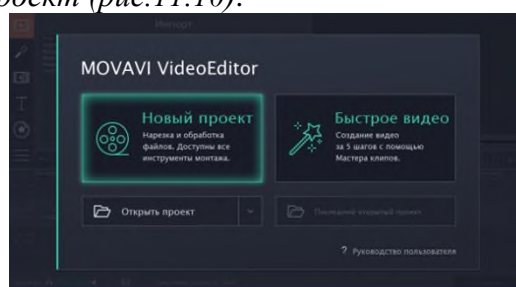 роект (рис.11.10).
Импорт
MOVAVI VideoEditor
Новый проект
Нарезка и обработка
файлов. Доступны все
инструменты монтажа.
Быстрое видео
Создание видео
за 5 шагов с помощью
Мастера клипов.
Открыть проект
Последний открытый проект
? Руководство пользователя